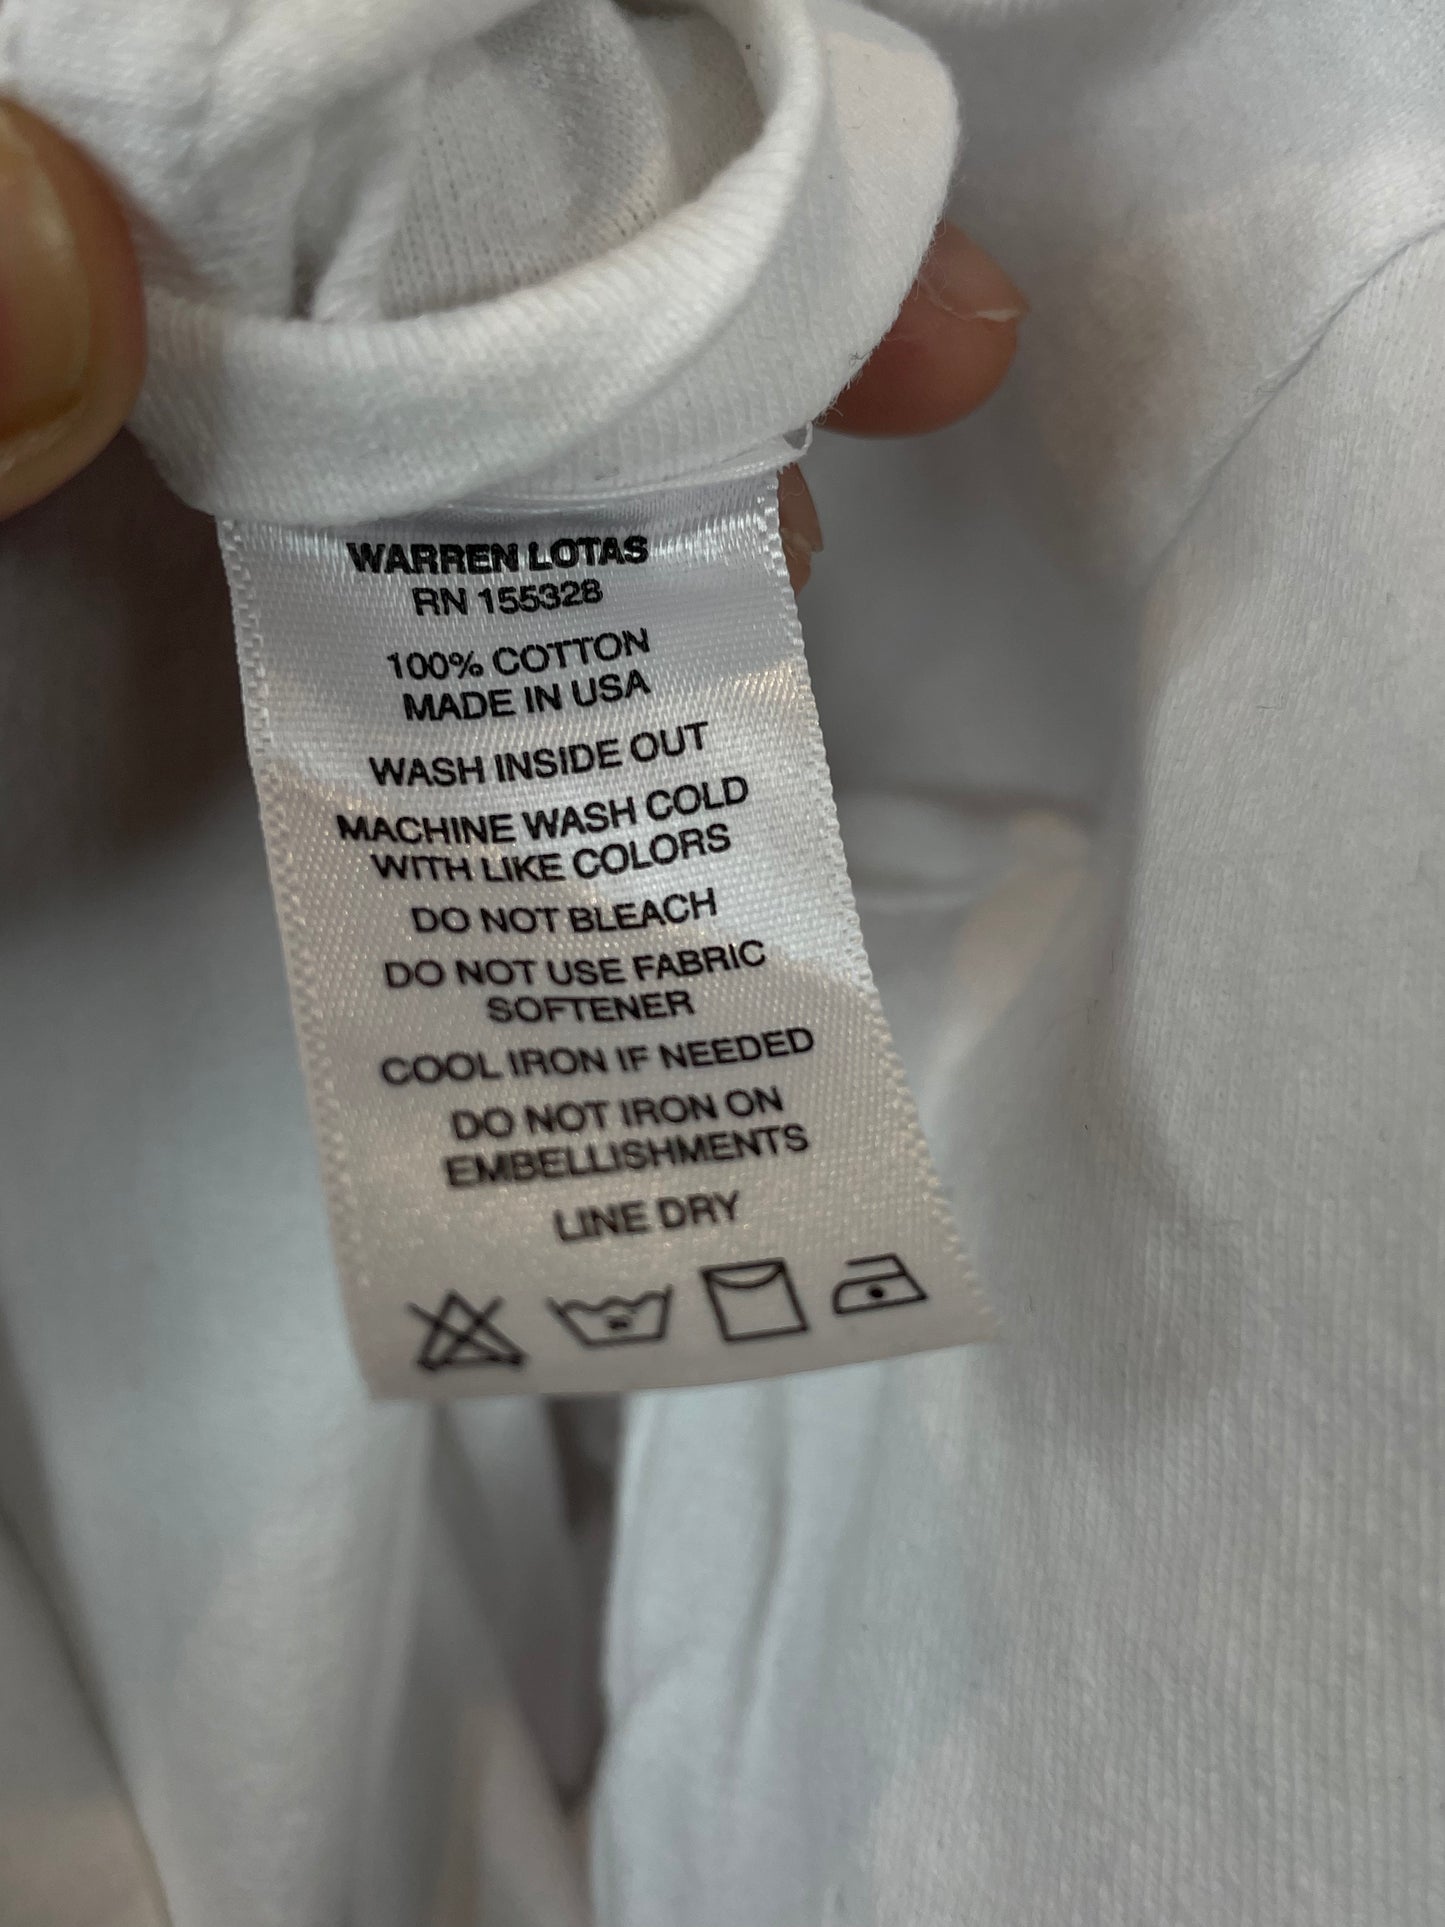 WARREN LOTAS
RN 155328
100% COTTON
MADE IN USA
WASH INSIDE OUT
MACHINE WASH COLD
WITH LIKE COLORS
DO NOT BLEACH
DO NOT USE FABRIC
SOFTENER
COOL IRON IF NEEDED
DO NOT IRON ON
EMBELLISHMENTS
LINE DRY